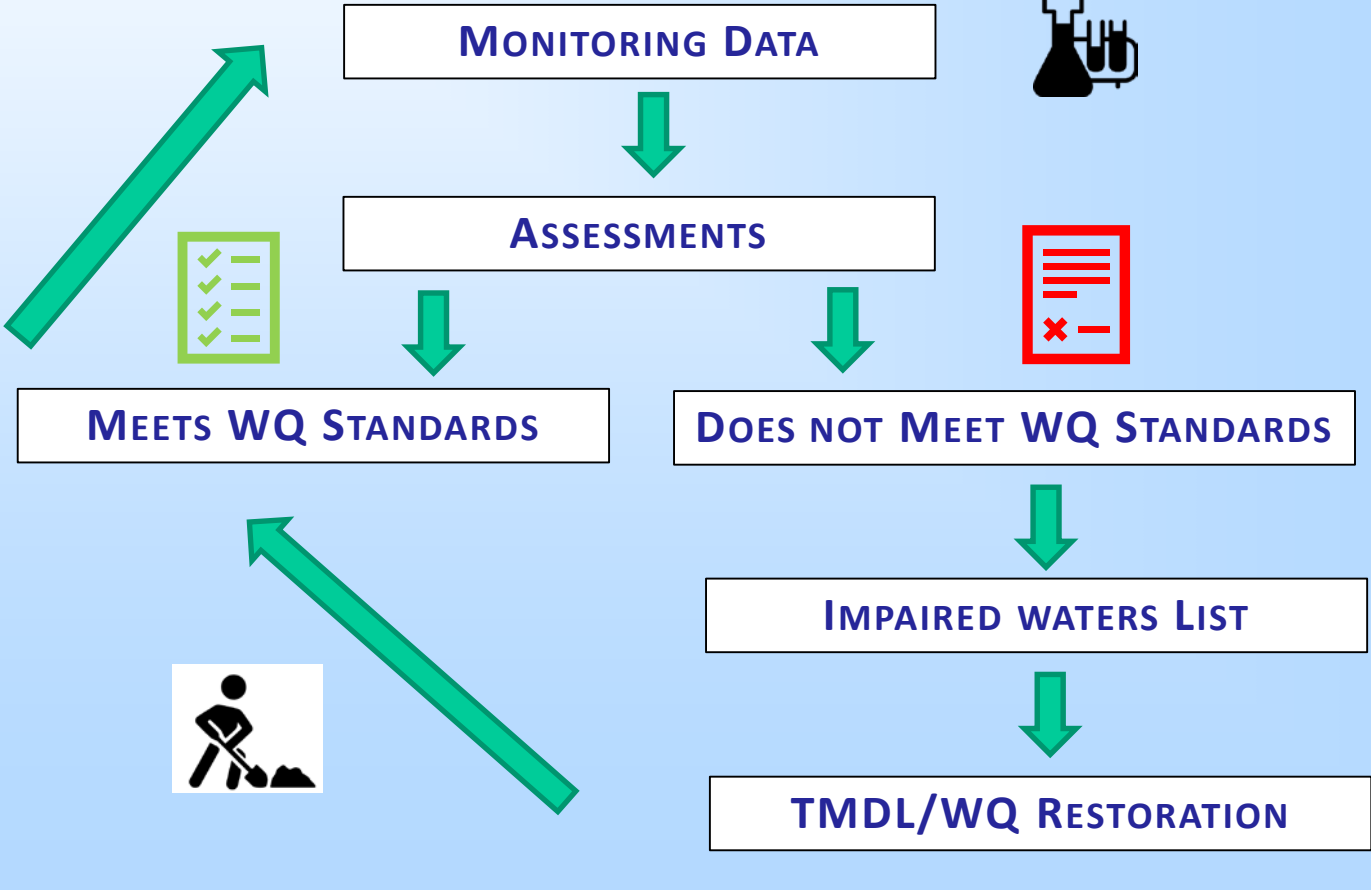 MONITORING DATA
ASSESSMENTS
MEETS WQ STANDARDS
DOES NOT MEET WQ STANDARDS
IMPAIRED WATERS LIST
TMDL/WQ RESTORATION